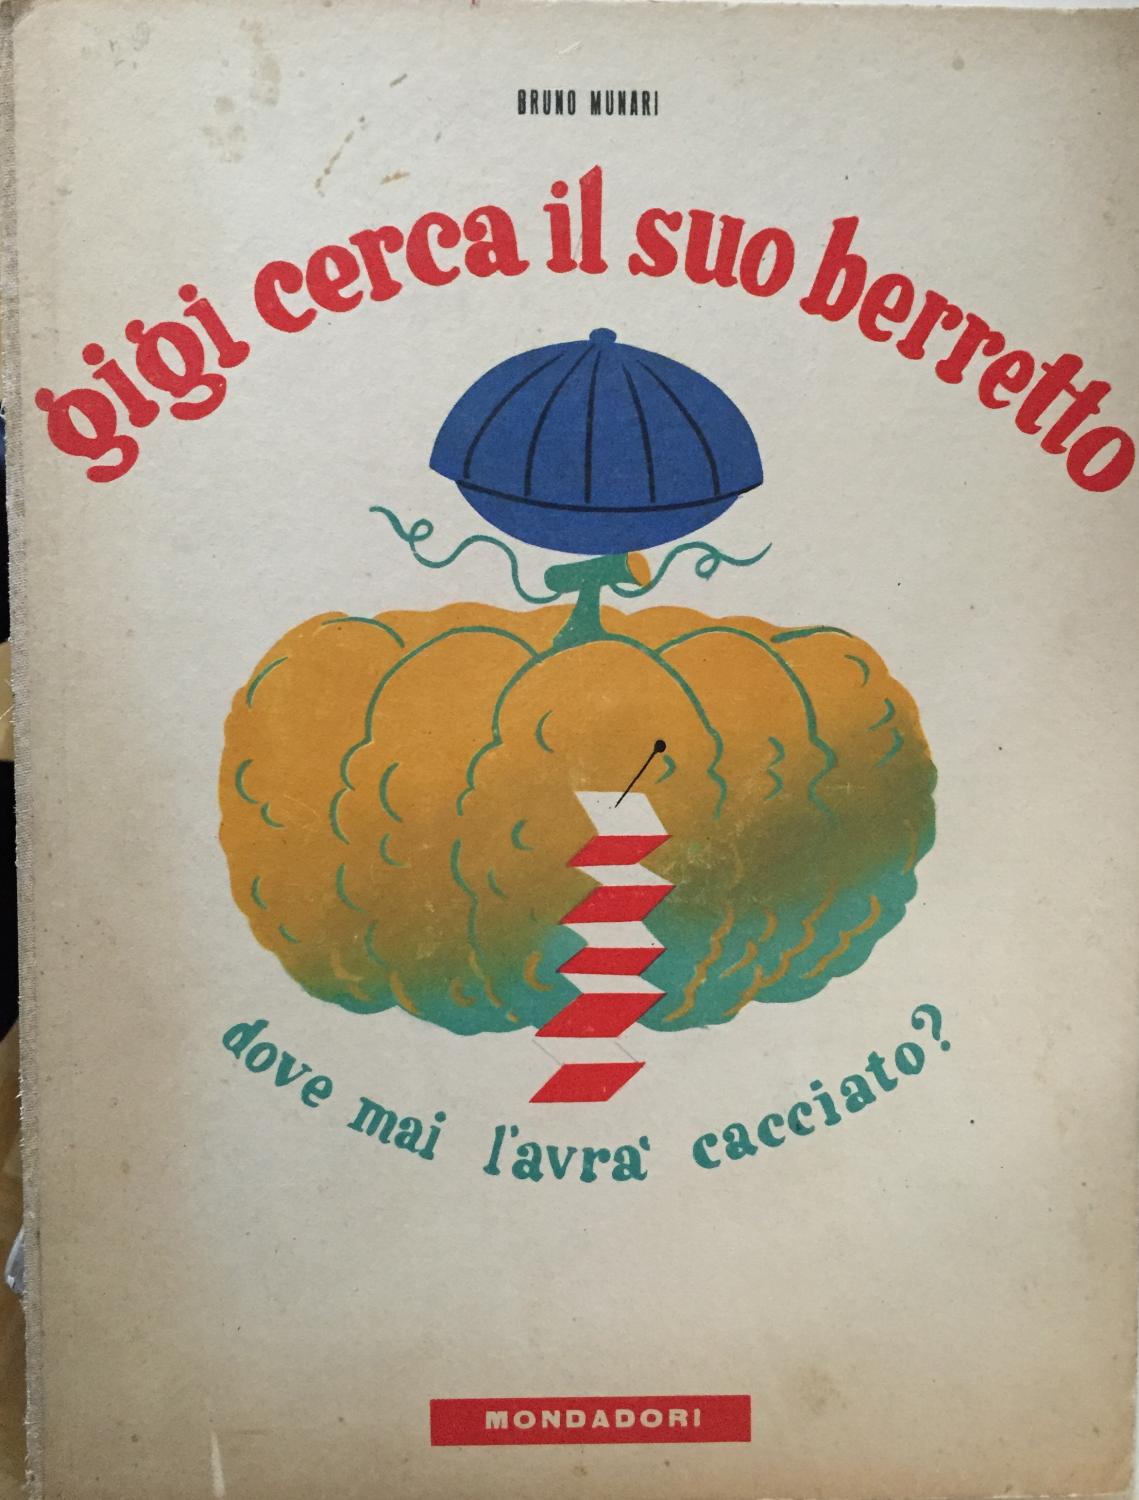 BRUNO MUNARI
gigi cerca il suo berretto
dove mai l'avra' cacciato?
MONDADORI